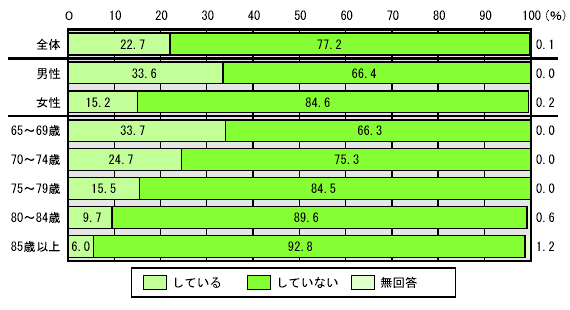 0 10 20 30 40 50 60 70 80 90 100 (%)
全体 22.7 77.2 0.1
男性 33.6 66.4 0.0
女性 15.2 84.6 0.2
65～69歳 33.7 66.3 0.0
70～74歳 24.7 75.3 0.0
75～79歳 15.5 84.5 0.0
80～84歳 9.7 89.6 0.6
85歳以上 6.0 92.8 1.2
している していない 無回答